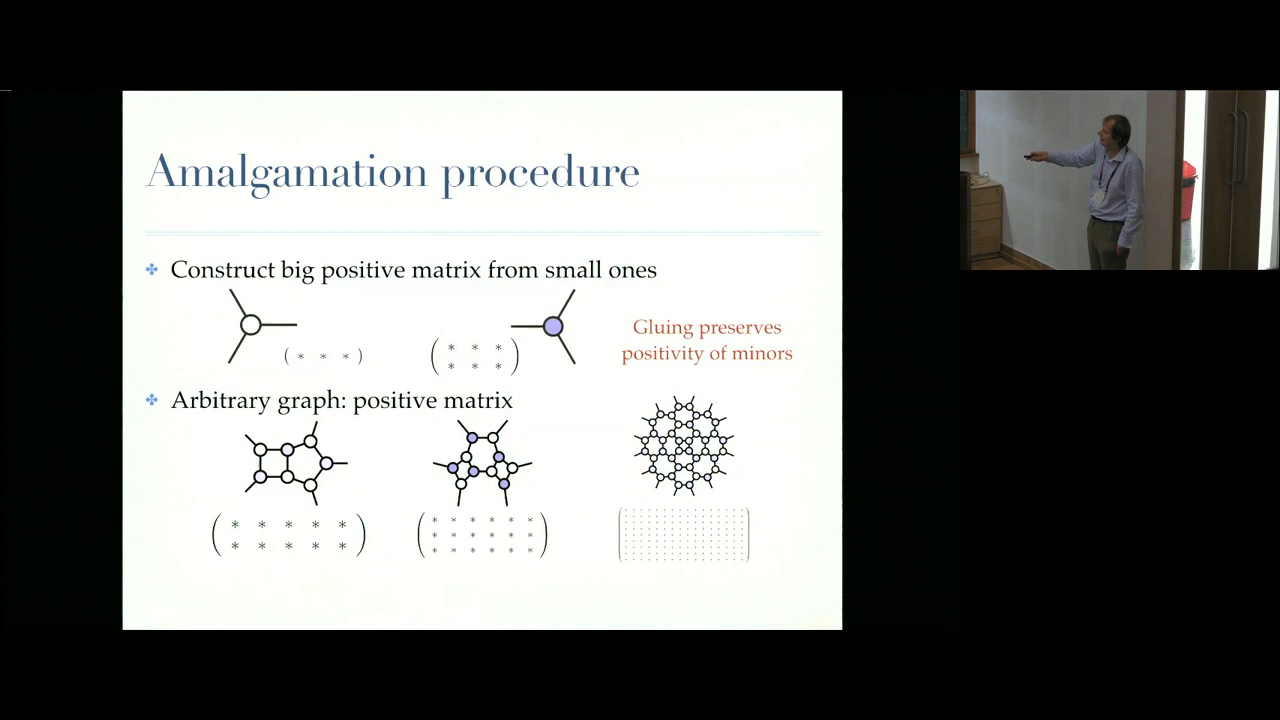 Amalgamation procedure
Construct big positive matrix from small ones
( * * * )
( * * *
* * * )
Gluing preserves
positivity of minors
Arbitrary graph: positive matrix
( * * * * *
* * * * * )
( * * * * * *
* * * * * *
* * * * * * )